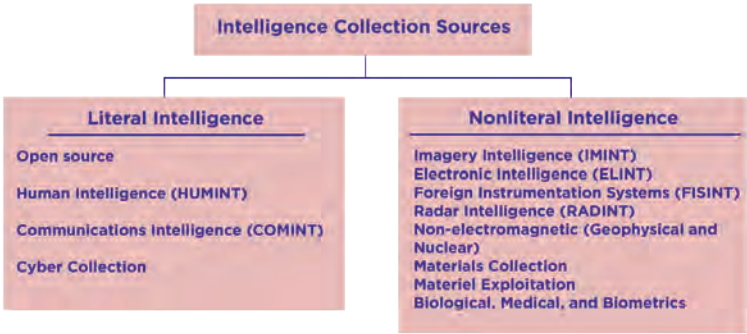 Intelligence Collection Sources
Literal Intelligence
Open source
Human Intelligence (HUMINT)
Communications Intelligence (COMINT)
Cyber Collection
Nonliteral Intelligence
Imagery Intelligence (IMINT)
Electronic Intelligence (ELINT)
Foreign Instrumentation Systems (FISINT)
Radar Intelligence (RADINT)
Non-electromagnetic (Geophysical and
Nuclear)
Materials Collection
Materiel Exploitation
Biological, Medical, and Biometrics